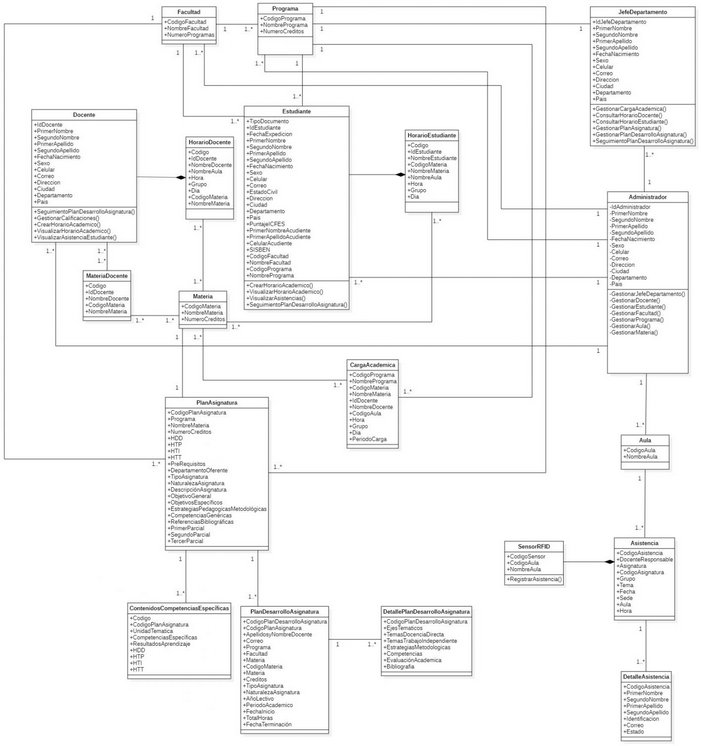 Facultad
+CodigoFacultad
+NombreFacultad
+NumeroProgramas
Programa
+CodigoPrograma
+NombrePrograma
+NumeroCreditos
JefeDepartamento
+IdJefeDepartamento
+PrimerNombre
+SegundoNombre
+PrimerApellido
+SegundoApellido
+FechaNacimiento
+Sexo
+Celular
+Correo
+Direccion
+Ciudad
+Departamento
+Pais
+GestionarCargaAcademica()
+ConsultarHorarioDocente()
+ConsultarHorarioEstudiante()
+GestionarPlanAsignatura()
+GestionarPlanDesarrolloAsignatura()
+SeguimientoPlanDesarrolloAsignatura()
Docente
+IdDocente
+PrimerNombre
+SegundoNombre
+PrimerApellido
+SegundoApellido
+FechaNacimiento
+Sexo
+Celular
+Correo
+Direccion
+Ciudad
+Departamento
+Pais
+SeguimientoPlanDesarrolloAsignatura()
+GestionarCalificaciones()
+CrearHorarioAcademico()
+VisualizarHorarioAcademico()
+VisualizarAsistenciaEstudiante()
HorarioDocente
+Codigo
+IdDocente
+NombreDocente
+NombreAula
+Hora
+Grupo
+Dia
+CodigoMateria
+NombreMateria
Estudiante
+TipoDocumento
+IdEstudiante
+FechaExpedicion
+PrimerNombre
+SegundoNombre
+PrimerApellido
+SegundoApellido
+FechaNacimiento
+Sexo
+Celular
+Correo
+EstadoCivil
+Direccion
+Ciudad
+Departamento
+Pais
+PuntajeICFES
+PrimerNombreAcudiente
+PrimerApellidoAcudiente
+CelularAcudiente
+SISBEN
+CodigoFacultad
+NombreFacultad
+CodigoPrograma
+NombrePrograma
+CrearHorarioAcademico()
+VisualizarHorarioAcademico()
+VisualizarAsistencias()
+SeguimientoPlanDesarrolloAsignatura()
HorarioEstudiante
+Codigo
+IdEstudiante
+NombreEstudiante
+CodigoMateria
+NombreMateria
+NombreAula
+Hora
+Grupo
+Dia
Administrador
-IdAdministrador
-PrimerNombre
-SegundoNombre
-PrimerApellido
-SegundoApellido
-FechaNacimiento
-Sexo
-Celular
-Correo
-Direccion
-Ciudad
-Departamento
-Pais
-GestionarJefeDepartamento()
-GestionarDocente()
-GestionarEstudiante()
-GestionarFacultad()
-GestionarPrograma()
-GestionarAula()
-GestionarMateria()
MateriaDocente
+Codigo
+IdDocente
+NombreDocente
+CodigoMateria
+NombreMateria
Materia
+CodigoMateria
+NombreMateria
+NumeroCreditos
CargaAcademica
+CodigoPrograma
+NombrePrograma
+CodigoMateria
+NombreMateria
+IdDocente
+NombreDocente
+CodigoAula
+Hora
+Grupo
+Dia
+PeriodoCarga
PlanAsignatura
+CodigoPlanAsignatura
+Programa
+NombreMateria
+NumeroCreditos
+HDD
+HTP
+HTI
+HTT
+PreRequisitos
+DepartamentoOferente
+TipoAsignatura
+NaturalezaAsignatura
+DescripciónAsignatura
+ObjetivoGeneral
+ObjetivosEspecíficos
+EstrategiasPedagogicasMetodológicas
+CompetenciasGenéricas
+ReferenciasBibliográficas
+PrimerParcial
+SegundoParcial
+TercerParcial
Aula
+CodigoAula
+NombreAula
SensorRFID
+CodigoSensor
+CodigoAula
+NombreAula
+RegistrarAsistencia()
Asistencia
+CodigoAsistencia
+DocenteResponsable
+Asignatura
+CodigoAsignatura
+Grupo
+Tema
+Fecha
+Sede
+Aula
+Hora
ContenidosCompetenciasEspecíficas
+Codigo
+CodigoPlanAsignatura
+UnidadTematica
+CompetenciasEspecíficas
+ResultadosAprendizaje
+HDD
+HTP
+HTI
+HTT
PlanDesarrolloAsignatura
+CodigoPlanDesarrolloAsignatura
+CodigoPlanAsignatura
+ApellidosyNombreDocente
+Correo
+Programa
+Facultad
+Materia
+CodigoMateria
+Materia
+Creditos
+TipoAsignatura
+NaturalezaAsignatura
+AñoLectivo
+PeriodoAcademico
+FechaInicio
+TotalHoras
+FechaTerminación
DetallePlanDesarrolloAsignatura
+CodigoPlanDesarrolloAsignatura
+EjesTematicos
+TemasDocenciaDirecta
+TemasTrabajoIndependiente
+EstrategiasMetodologicas
+Competencias
+EvaluaciónAcademica
+Bibliografia
DetalleAsistencia
+CodigoAsistencia
+PrimerNombre
+SegundoNombre
+PrimerApellido
+SegundoApellido
+Identificacion
+Correo
+Estado